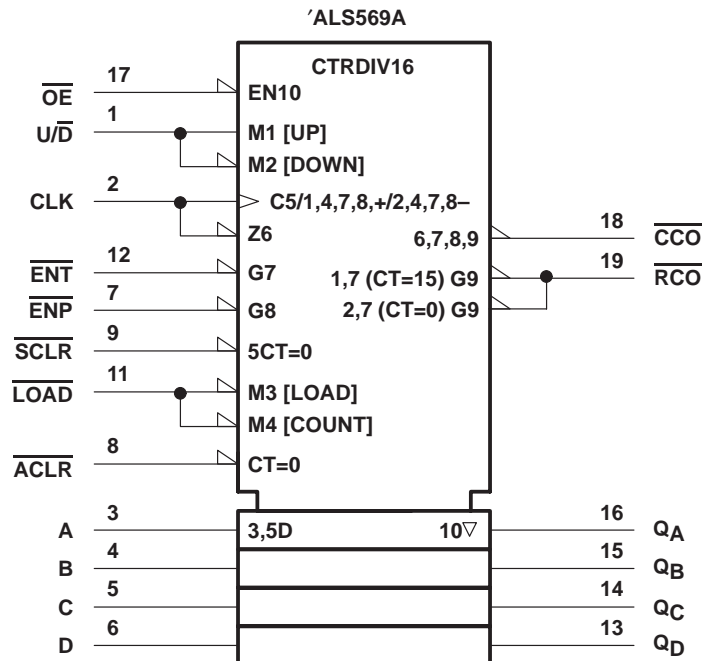 ′ALS569A
CTRDIV16
OE 17 EN10
U/D 1 M1 [UP]
M2 [DOWN]
CLK 2 C5/1,4,7,8,+/2,4,7,8–
Z6 6,7,8,9 18 CCO
ENT 12 G7 1,7 (CT=15) G9 19 RCO
ENP 7 G8 2,7 (CT=0) G9
SCLR 9 5CT=0
LOAD 11 M3 [LOAD]
M4 [COUNT]
ACLR 8 CT=0
A 3 3,5D 10▽ 16 QA
B 4 15 QB
C 5 14 QC
D 6 13 QD